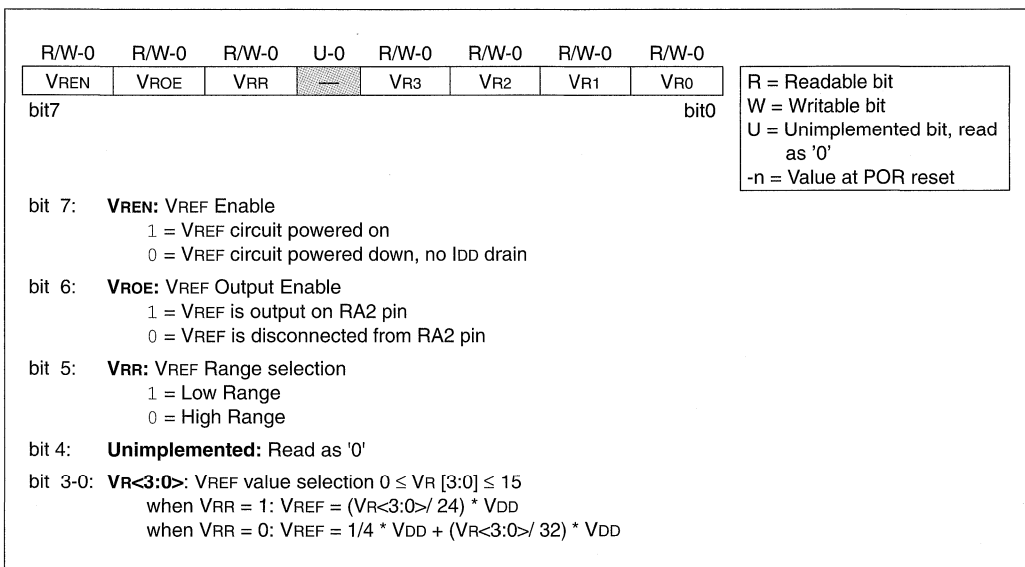 R/W-0 R/W-0 R/W-0 U-0 R/W-0 R/W-0 R/W-0 R/W-0
VREN VROE VRR — VR3 VR2 VR1 VR0
bit7 bit0
R = Readable bit
W = Writable bit
U = Unimplemented bit, read
as '0'
-n = Value at POR reset
bit 7: VREN: VREF Enable
1 = VREF circuit powered on
0 = VREF circuit powered down, no IDD drain
bit 6: VROE: VREF Output Enable
1 = VREF is output on RA2 pin
0 = VREF is disconnected from RA2 pin
bit 5: VRR: VREF Range selection
1 = Low Range
0 = High Range
bit 4: Unimplemented: Read as '0'
bit 3-0: VR<3:0>: VREF value selection 0 ≤ VR [3:0] ≤ 15
when VRR = 1: VREF = (VR<3:0>/ 24) * VDD
when VRR = 0: VREF = 1/4 * VDD + (VR<3:0>/ 32) * VDD